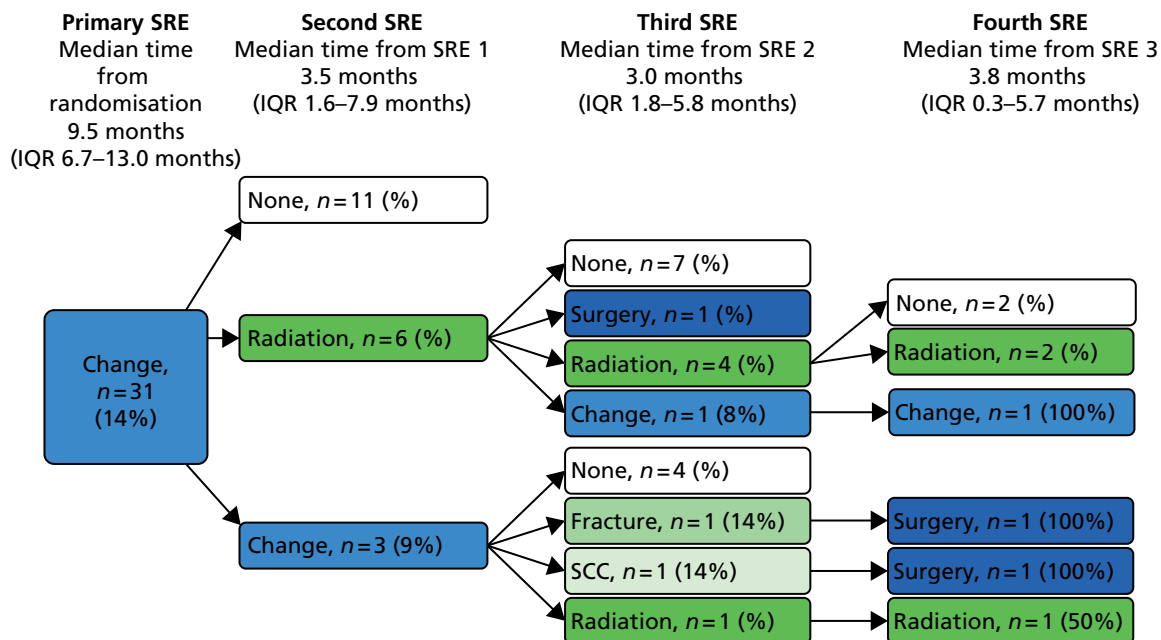 Primary SRE
Median time
from
randomisation
9.5 months
(IQR 6.7–13.0 months)
Second SRE
Median time from SRE 1
3.5 months
(IQR 1.6–7.9 months)
Third SRE
Median time from SRE 2
3.0 months
(IQR 1.8–5.8 months)
Fourth SRE
Median time from SRE 3
3.8 months
(IQR 0.3–5.7 months)
Change,
n=31
(14%)
None, n=11 (%)
Radiation, n=6 (%)
Change, n=3 (9%)
None, n=7 (%)
Surgery, n=1 (%)
Radiation, n=4 (%)
Change, n=1 (8%)
None, n=4 (%)
Fracture, n=1 (14%)
SCC, n=1 (14%)
Radiation, n=1 (%)
None, n=2 (%)
Radiation, n=2 (%)
Change, n=1 (100%)
Surgery, n=1 (100%)
Surgery, n=1 (100%)
Radiation, n=1 (50%)